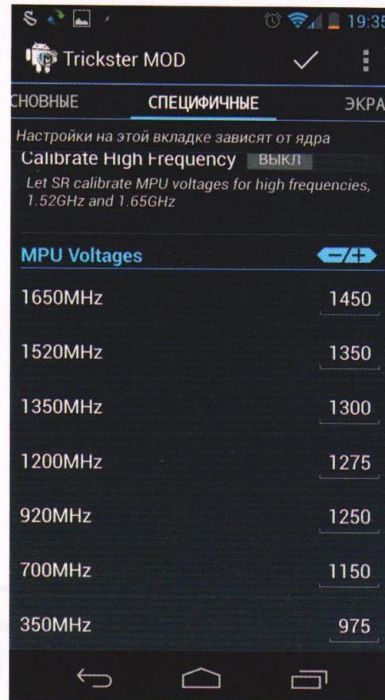 19:35
Trickster MOD
СНОВНЫЕ СПЕЦИФИЧНЫЕ ЭКРА
Настройки на этой вкладке зависят от ядра
Calibrate High Frequency ВЫКЛ
Let SR calibrate MPU voltages for high frequencies,
1.52GHz and 1.65GHz
MPU Voltages −/+
1650MHz 1450
1520MHz 1350
1350MHz 1300
1200MHz 1275
920MHz 1250
700MHz 1150
350MHz 975